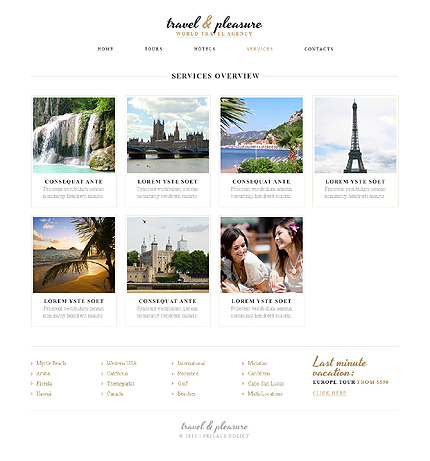 travel & pleasure
WORLD TRAVEL AGENCY
HOME TOURS HOTELS SERVICES CONTACTS
SERVICES OVERVIEW
CONSEQUAT ANTE
Praesent vestibulum aenean
nonummy hendrerit mauris
LOREM YSTE SOET
Praesent vestibulum aenean
nonummy hendrerit mauris
CONSEQUAT ANTE
Praesent vestibulum aenean
nonummy hendrerit mauris
LOREM YSTE SOET
Praesent vestibulum aenean
nonummy hendrerit mauris
LOREM YSTE SOET
Praesent vestibulum aenean
nonummy hendrerit mauris
CONSEQUAT ANTE
Praesent vestibulum aenean
nonummy hendrerit mauris
LOREM YSTE SOET
Praesent vestibulum aenean
nonummy hendrerit mauris
Myrtle Beach
Aruba
Florida
Hawaii
Western USA
California
Themeparks
Canada
International
Romance
Golf
Beaches
Mexican
Caribbean
Cabo San Lucas
Multi-Locations
Last minute
vacation:
EUROPE TOUR FROM $690
CLICK HERE
travel & pleasure
© 2012 | PRIVACY POLICY